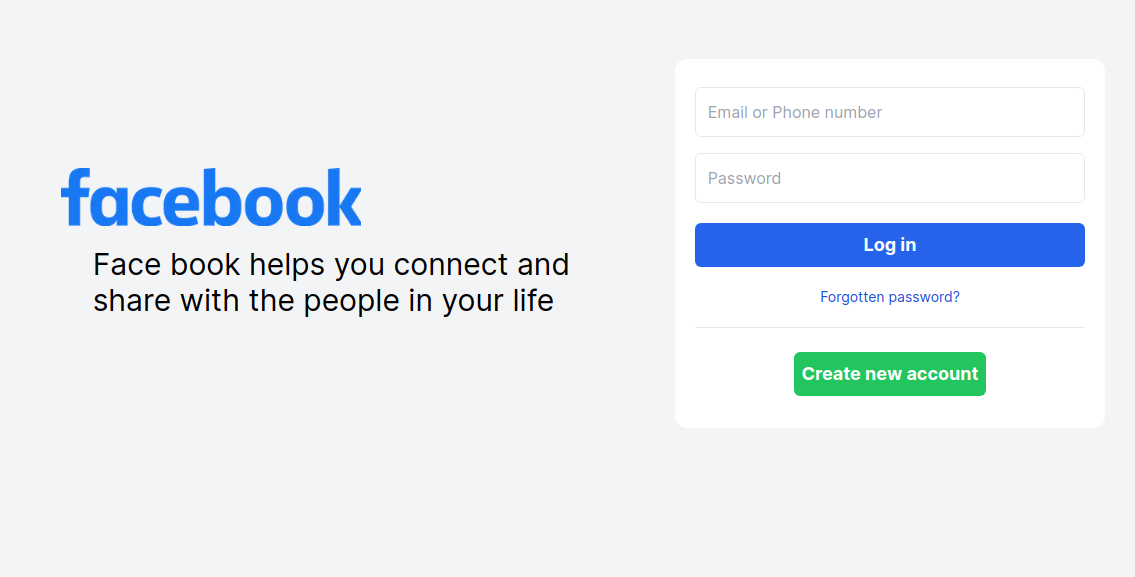 facebook
Face book helps you connect and
share with the people in your life
Email or Phone number
Password
Log in
Forgotten password?
Create new account